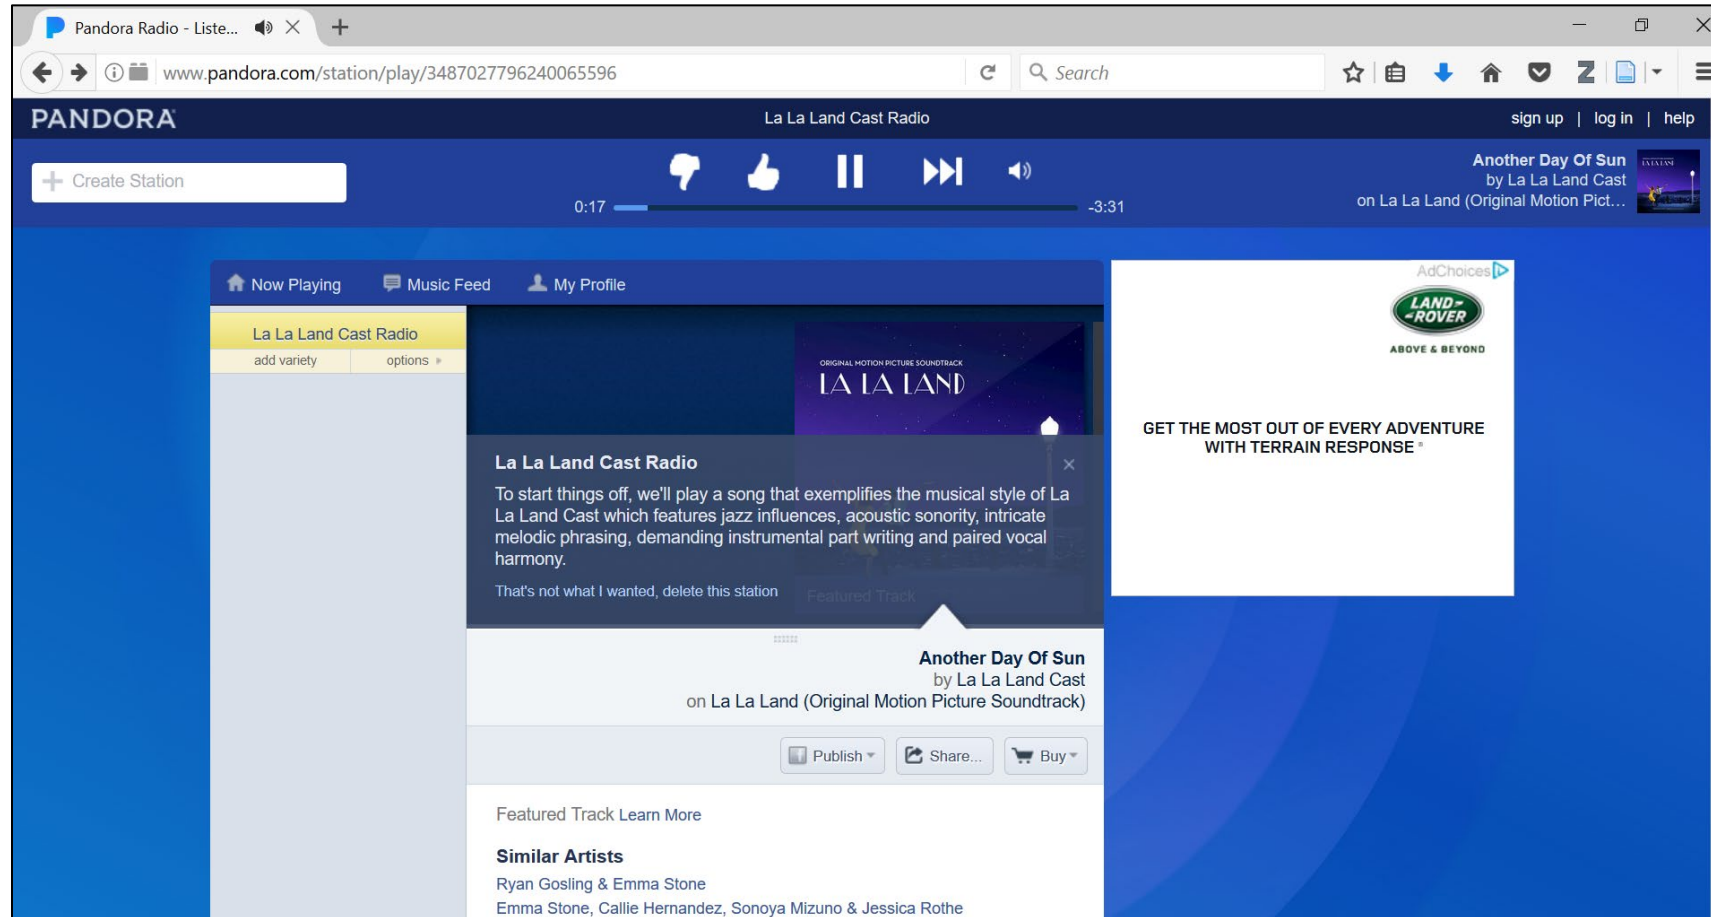 Pandora Radio - Liste...
www.pandora.com/station/play/3487027796240065596
Search
PANDORA
La La Land Cast Radio
sign up | log in | help
Create Station
0:17
-3:31
Another Day Of Sun
by La La Land Cast
on La La Land (Original Motion Pict...
LA LA LAND
Now Playing
Music Feed
My Profile
La La Land Cast Radio
add variety
options
ORIGINAL MOTION PICTURE SOUNDTRACK
LA LA LAND
La La Land Cast Radio
To start things off, we'll play a song that exemplifies the musical style of La
La Land Cast which features jazz influences, acoustic sonority, intricate
melodic phrasing, demanding instrumental part writing and paired vocal
harmony.
That's not what I wanted, delete this station
Featured Track
Another Day Of Sun
by La La Land Cast
on La La Land (Original Motion Picture Soundtrack)
Publish
Share...
Buy
Featured Track Learn More
Similar Artists
Ryan Gosling & Emma Stone
Emma Stone, Callie Hernandez, Sonoya Mizuno & Jessica Rothe
AdChoices
LAND-
-ROVER
ABOVE & BEYOND
GET THE MOST OUT OF EVERY ADVENTURE
WITH TERRAIN RESPONSE ®